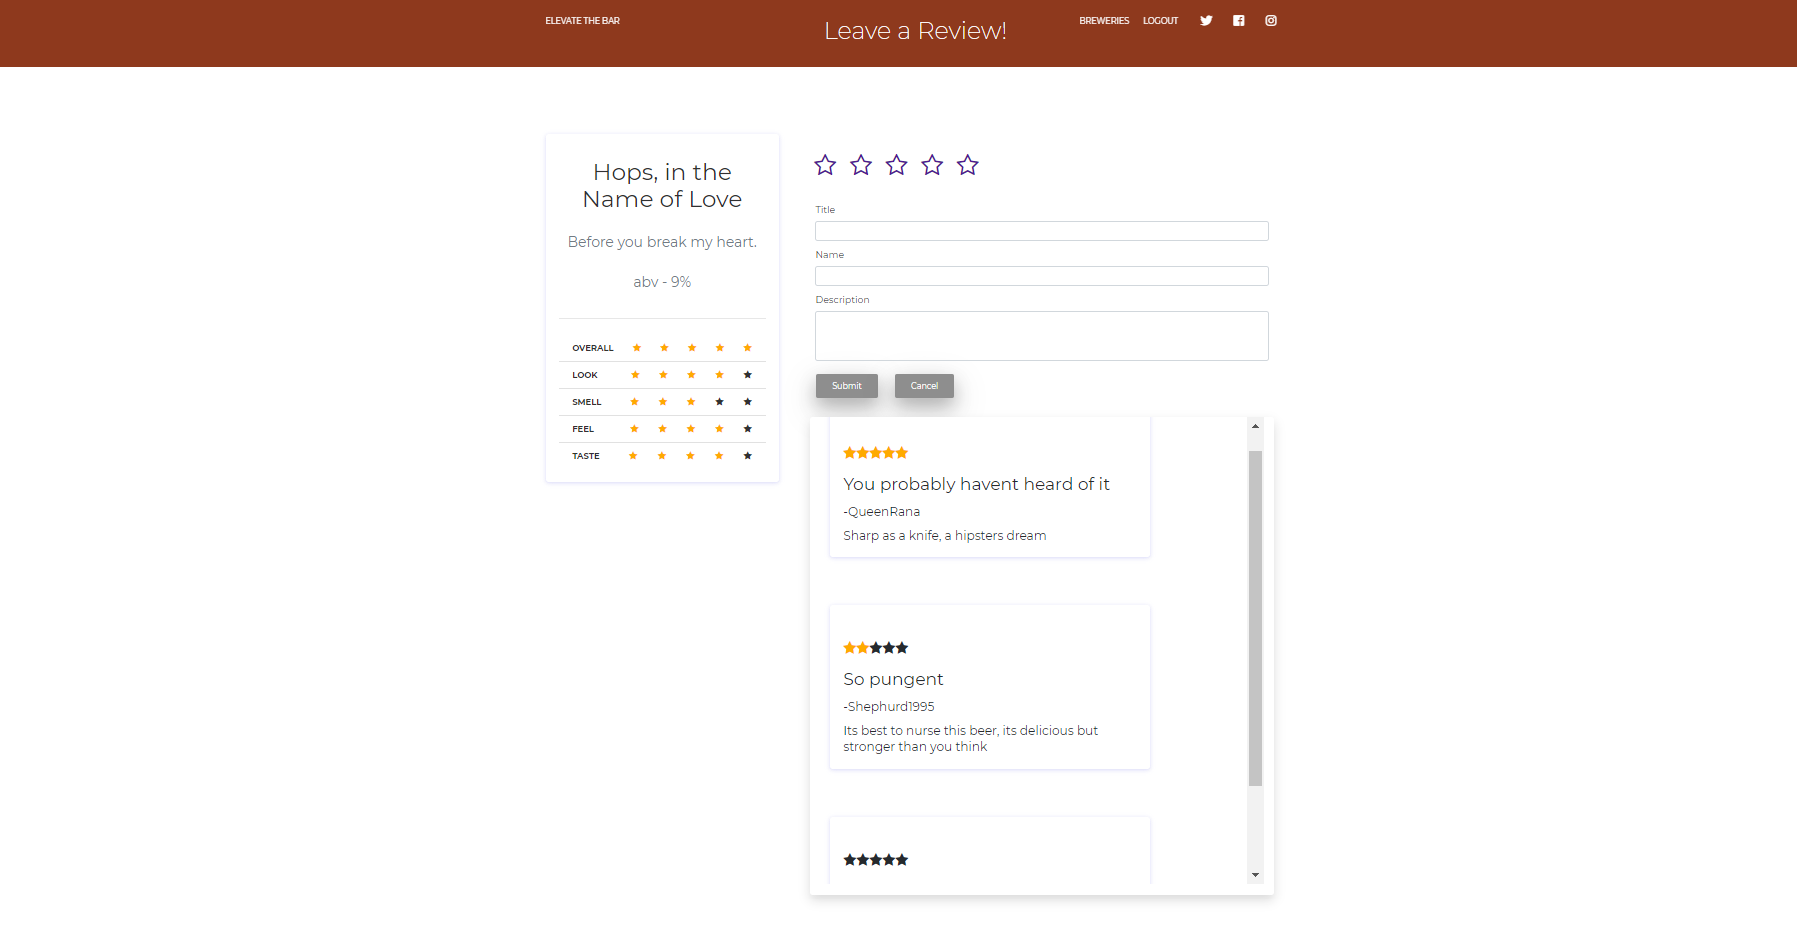 ELEVATE THE BAR
Leave a Review!
BREWERIES LOGOUT
Hops, in the
Name of Love
Before you break my heart.
abv - 9%
OVERALL
LOOK
SMELL
FEEL
TASTE
Title
Name
Description
Submit Cancel
You probably havent heard of it
-QueenRana
Sharp as a knife, a hipsters dream
So pungent
-Shephurd1995
Its best to nurse this beer, its delicious but
stronger than you think